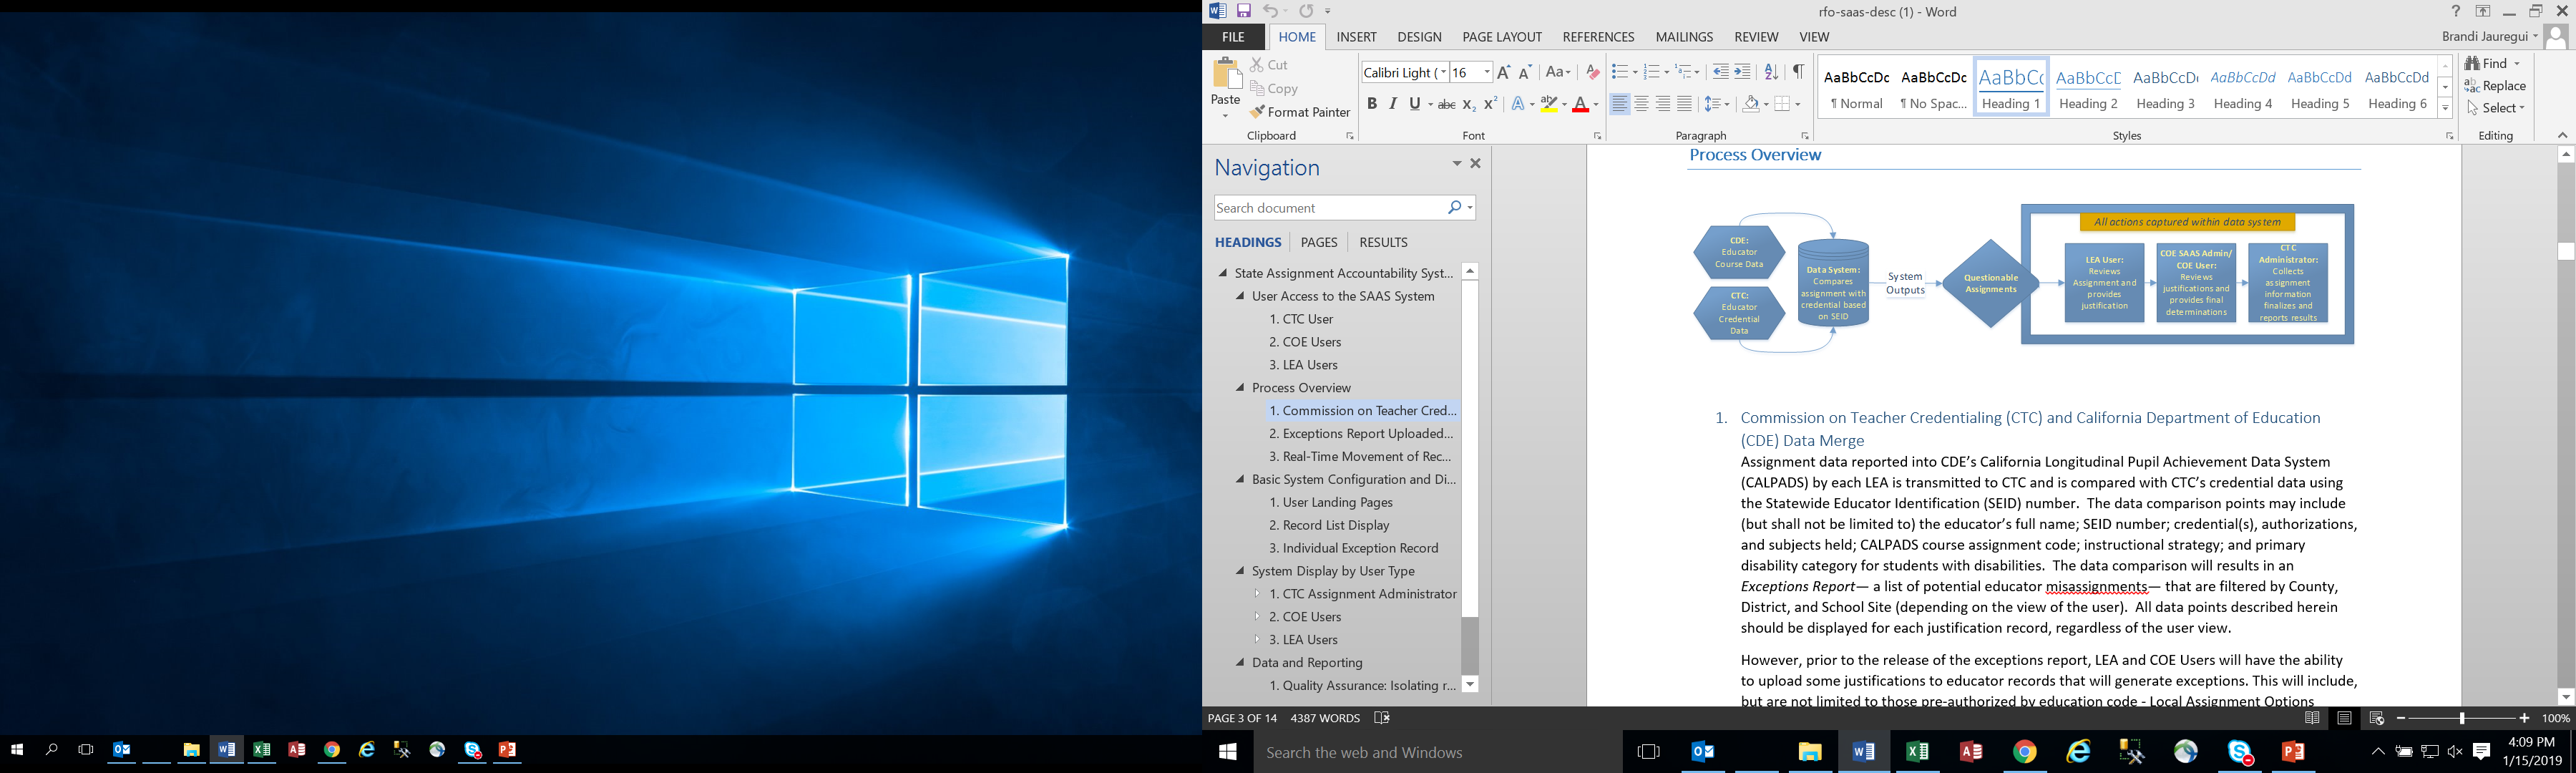 rfo-saas-desc (1) - Word
FILE HOME INSERT DESIGN PAGE LAYOUT REFERENCES MAILINGS REVIEW VIEW
Brandi Jauregui
Paste
Cut
Copy
Format Painter
Clipboard
Calibri Light ( 16
Font
Paragraph
AaBbCcDc AaBbCcDc AaBbCc AaBbCcD AaBbCcDd AaBbCcDd AaBbCcDd AaBbCcDd
¶ Normal ¶ No Spac... Heading 1 Heading 2 Heading 3 Heading 4 Heading 5 Heading 6
Styles
Find
Replace
Select
Editing
Navigation
Search document
HEADINGS PAGES RESULTS
State Assignment Accountability Syst...
User Access to the SAAS System
1. CTC User
2. COE Users
3. LEA Users
Process Overview
1. Commission on Teacher Cred...
2. Exceptions Report Uploaded...
3. Real-Time Movement of Rec...
Basic System Configuration and Di...
1. User Landing Pages
2. Record List Display
3. Individual Exception Record
System Display by User Type
1. CTC Assignment Administrator
2. COE Users
3. LEA Users
Data and Reporting
1. Quality Assurance: Isolating r...
Process Overview
CDE:
Educator
Course Data
CTC:
Educator
Credential
Data
Data System:
Compares
assignment with
credential based
on SEID
System
Outputs
Questionable
Assignments
All actions captured within data system
LEA User:
Reviews
Assignment and
provides
justification
COE SAAS Admin/
COE User:
Reviews
justifications and
provides final
determinations
CTC
Administrator:
Collects
assignment
information
finalizes and
reports results
1. Commission on Teacher Credentialing (CTC) and California Department of Education
(CDE) Data Merge
Assignment data reported into CDE's California Longitudinal Pupil Achievement Data System
(CALPADS) by each LEA is transmitted to CTC and is compared with CTC's credential data using
the Statewide Educator Identification (SEID) number. The data comparison points may include
(but shall not be limited to) the educator's full name; SEID number; credential(s), authorizations,
and subjects held; CALPADS course assignment code; instructional strategy; and primary
disability category for students with disabilities. The data comparison will results in an
Exceptions Report— a list of potential educator misassignments— that are filtered by County,
District, and School Site (depending on the view of the user). All data points described herein
should be displayed for each justification record, regardless of the user view.
However, prior to the release of the exceptions report, LEA and COE Users will have the ability
to upload some justifications to educator records that will generate exceptions. This will include,
but are not limited to those pre-authorized by education code - Local Assignment Options
PAGE 3 OF 14 4387 WORDS
100%
Search the web and Windows
4:09 PM
1/15/2019